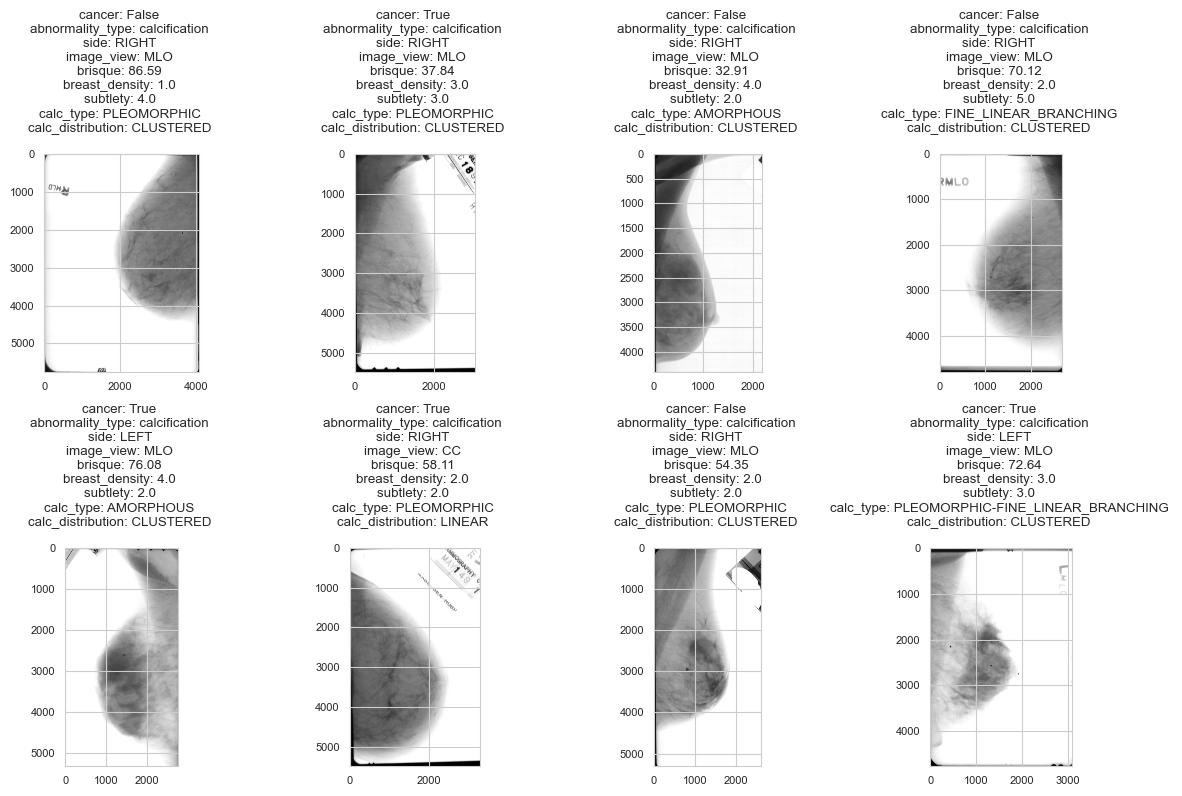 cancer: False
abnormality_type: calcification
side: RIGHT
image_view: MLO
brisque: 86.59
breast_density: 1.0
subtlety: 4.0
calc_type: PLEOMORPHIC
calc_distribution: CLUSTERED
0
1000
2000
3000
4000
5000
0
2000
4000
RMLO
cancer: True
abnormality_type: calcification
side: RIGHT
image_view: MLO
brisque: 37.84
breast_density: 3.0
subtlety: 3.0
calc_type: PLEOMORPHIC
calc_distribution: CLUSTERED
0
1000
2000
3000
4000
5000
0
2000
18
cancer: False
abnormality_type: calcification
side: RIGHT
image_view: MLO
brisque: 32.91
breast_density: 4.0
subtlety: 2.0
calc_type: AMORPHOUS
calc_distribution: CLUSTERED
0
500
1000
1500
2000
2500
3000
3500
4000
0
1000
2000
cancer: False
abnormality_type: calcification
side: RIGHT
image_view: MLO
brisque: 70.12
breast_density: 2.0
subtlety: 5.0
calc_type: FINE_LINEAR_BRANCHING
calc_distribution: CLUSTERED
0
1000
2000
3000
4000
0
1000
2000
RMLO
cancer: True
abnormality_type: calcification
side: LEFT
image_view: MLO
brisque: 76.08
breast_density: 4.0
subtlety: 2.0
calc_type: AMORPHOUS
calc_distribution: CLUSTERED
0
1000
2000
3000
4000
5000
0
1000
2000
cancer: True
abnormality_type: calcification
side: RIGHT
image_view: CC
brisque: 58.11
breast_density: 2.0
subtlety: 2.0
calc_type: PLEOMORPHIC
calc_distribution: LINEAR
0
1000
2000
3000
4000
5000
0
2000
cancer: False
abnormality_type: calcification
side: RIGHT
image_view: MLO
brisque: 54.35
breast_density: 2.0
subtlety: 2.0
calc_type: PLEOMORPHIC
calc_distribution: CLUSTERED
0
1000
2000
3000
4000
5000
0
1000
2000
cancer: True
abnormality_type: calcification
side: LEFT
image_view: MLO
brisque: 72.64
breast_density: 3.0
subtlety: 3.0
calc_type: PLEOMORPHIC-FINE_LINEAR_BRANCHING
calc_distribution: CLUSTERED
0
1000
2000
3000
4000
0
1000
2000
3000
LMLO